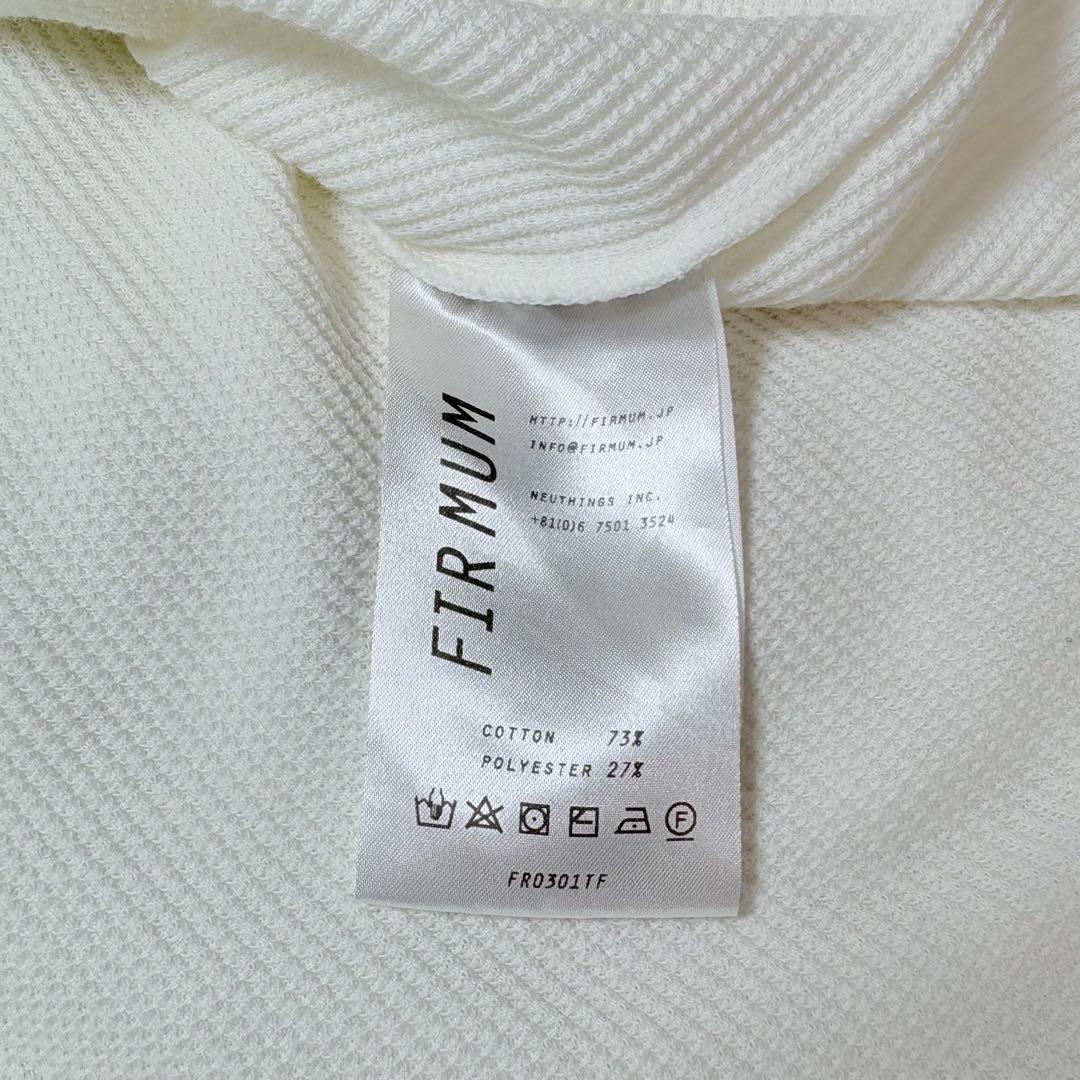 FIRMUM
HTTP://FIRMUM.JP
INFO@FIRMUM.JP
NEUTHINGS INC.
+81(0)6 7501 3524
COTTON 73%
POLYESTER 27%
F
FR0301TF